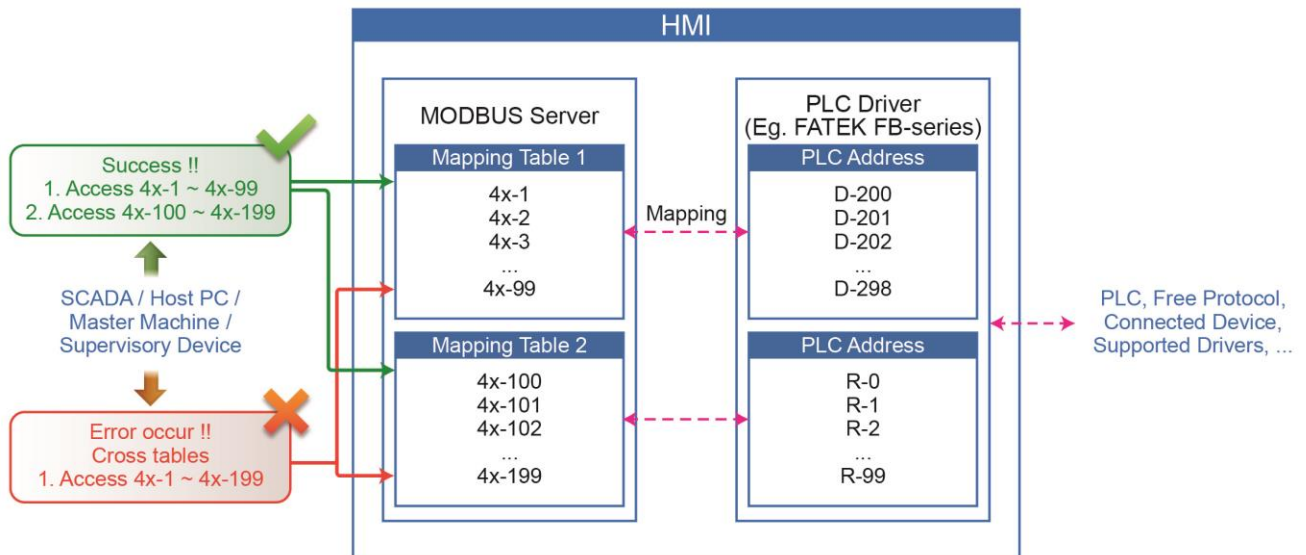 HMI
Success !!
1. Access 4x-1 ~ 4x-99
2. Access 4x-100 ~ 4x-199
SCADA / Host PC /
Master Machine /
Supervisory Device
Error occur !!
Cross tables
1. Access 4x-1 ~ 4x-199
MODBUS Server
Mapping Table 1
4x-1
4x-2
4x-3
...
4x-99
Mapping Table 2
4x-100
4x-101
4x-102
...
4x-199
Mapping
PLC Driver
(Eg. FATEK FB-series)
PLC Address
D-200
D-201
D-202
...
D-298
PLC Address
R-0
R-1
R-2
...
R-99
PLC, Free Protocol,
Connected Device,
Supported Drivers, ...